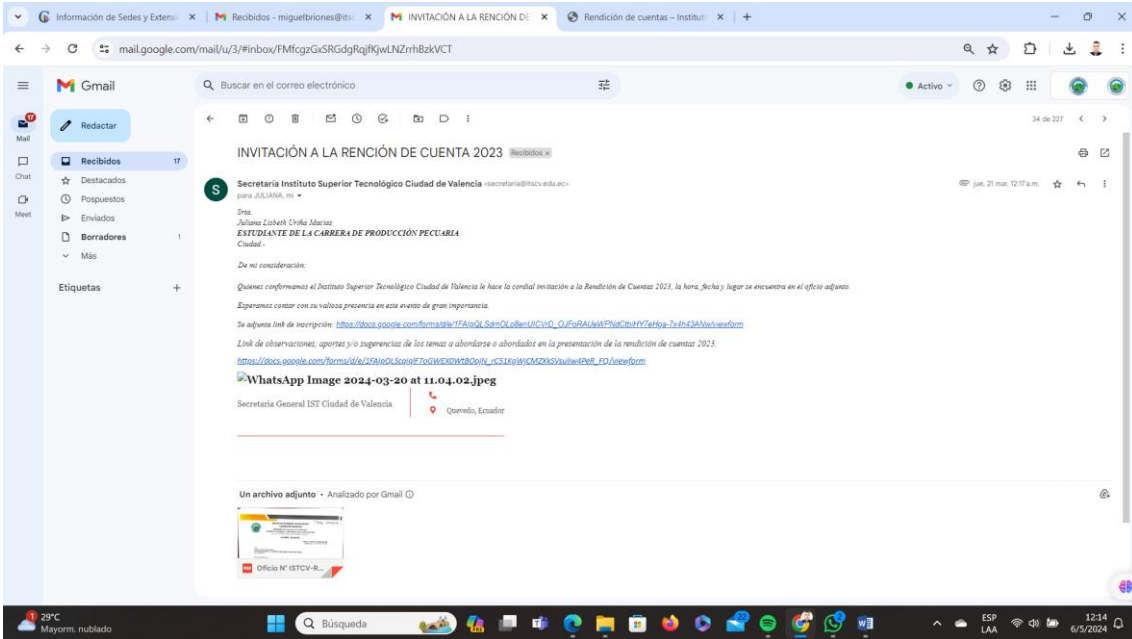 Información de Sedes y Extensi
Recibidos - miguelbriones@itsc
INVITACIÓN A LA RENCIÓN DE
Rendición de cuentas – Institut
mail.google.com/mail/u/3/#inbox/FMfcgzGxSRGdgRqjfKjwLNZrrhBzkVCT
Gmail
Buscar en el correo electrónico
Activo
17
Mail
Chat
Meet
Redactar
Recibidos 17
Destacados
Pospuestos
Enviados
Borradores 1
Más
Etiquetas
34 de 227
INVITACIÓN A LA RENCIÓN DE CUENTA 2023 Recibidos x
S
Secretaría Instituto Superior Tecnológico Ciudad de Valencia <secretaria@itscv.edu.ec>
jue, 21 mar, 12:17 a.m.
para JULIANA, mi
Srta.
Juliana Lisbeth Uriña Macias
ESTUDIANTE DE LA CARRERA DE PRODUCCIÓN PECUARIA
Ciudad.-
De mi consideración:
Quienes conformamos el Instituto Superior Tecnológico Ciudad de Valencia le hace la cordial invitación a la Rendición de Cuentas 2023, la hora, fecha y lugar se encuentra en el oficio adjunto.
Esperamos contar con su valiosa presencia en este evento de gran importancia.
Se adjunta link de inscripción:
Link de observaciones, aportes y/o sugerencias de los temas a abordarse o abordados en la presentación de la rendición de cuentas 2023.
WhatsApp Image 2024-03-20 at 11.04.02.jpeg
Secretaria General IST Ciudad de Valencia
Quevedo, Ecuador
Un archivo adjunto • Analizado por Gmail
PDF Oficio N° ISTCV-R...
1
29°C
Mayorm. nublado
Búsqueda
ESP
LAA
12:14
6/5/2024